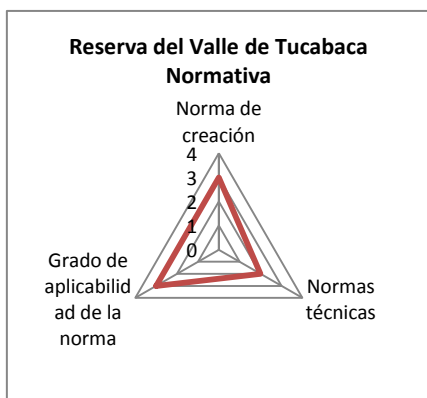 Reserva del Valle de Tucabaca
Normativa
Norma de
creación
4
3
2
1
0
Grado de
aplicabilid
ad de la
norma
Normas
técnicas